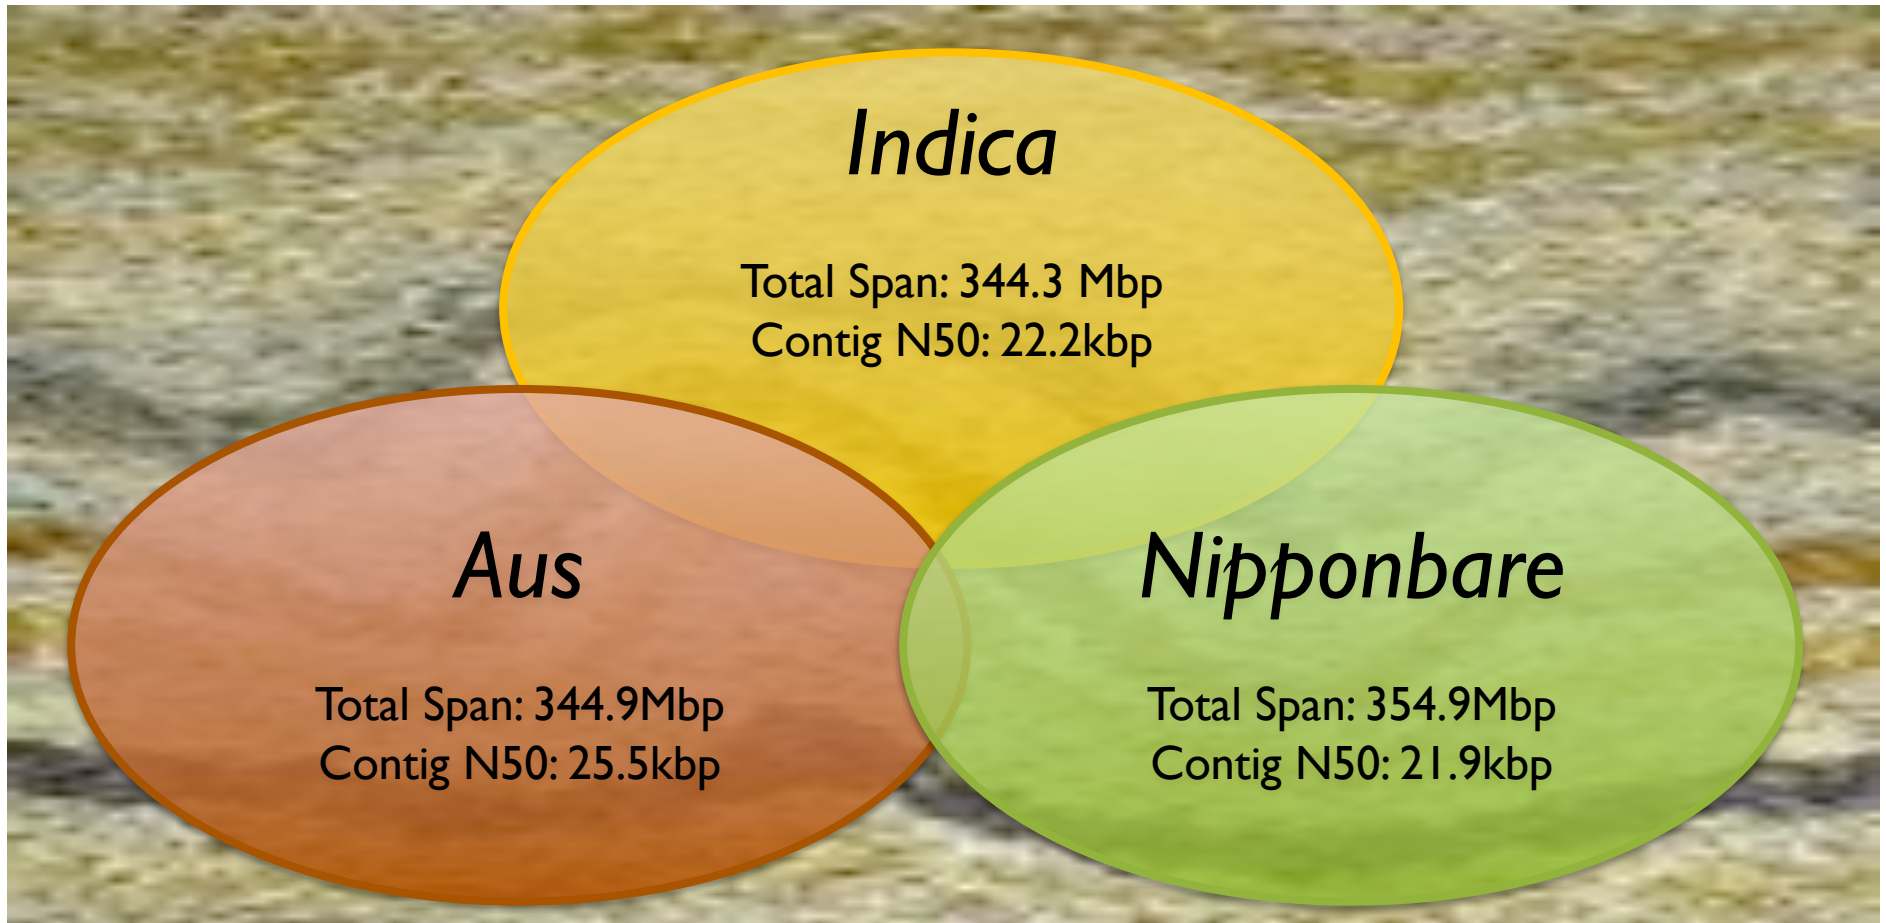 Indica
Total Span: 344.3 Mbp
Contig N50: 22.2kbp
Aus
Total Span: 344.9Mbp
Contig N50: 25.5kbp
Nipponbare
Total Span: 354.9Mbp
Contig N50: 21.9kbp